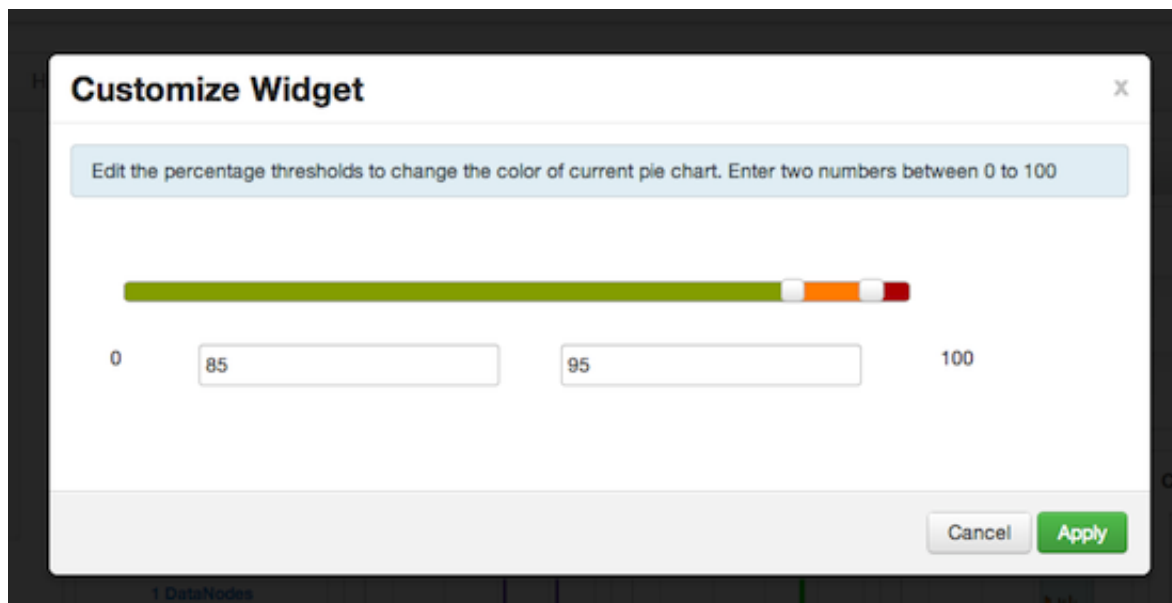 H
Customize Widget
x
Edit the percentage thresholds to change the color of current pie chart. Enter two numbers between 0 to 100
0
85
95
100
Cancel
Apply
1 DataNodes